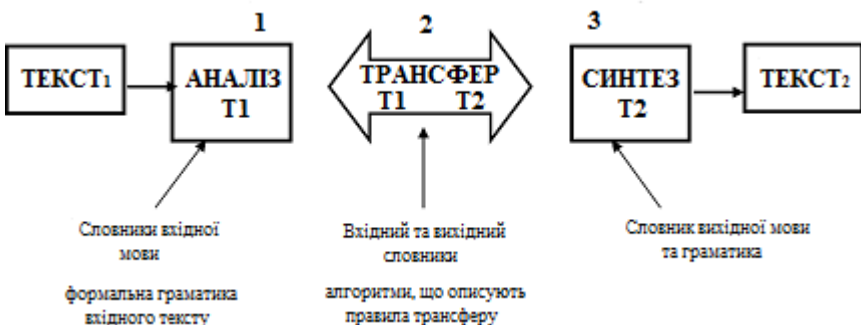 1 2 3
ТЕКСТ1 АНАЛІЗ ТРАНСФЕР СИНТЕЗ ТЕКСТ2
Т1 Т1 Т2 Т2
Словники вхідної
мови
формальна граматика
вхідного тексту
Вхідний та вихідний
словники
алгоритми, що описують
правила трансферу
Словник вихідної мови
та граматика